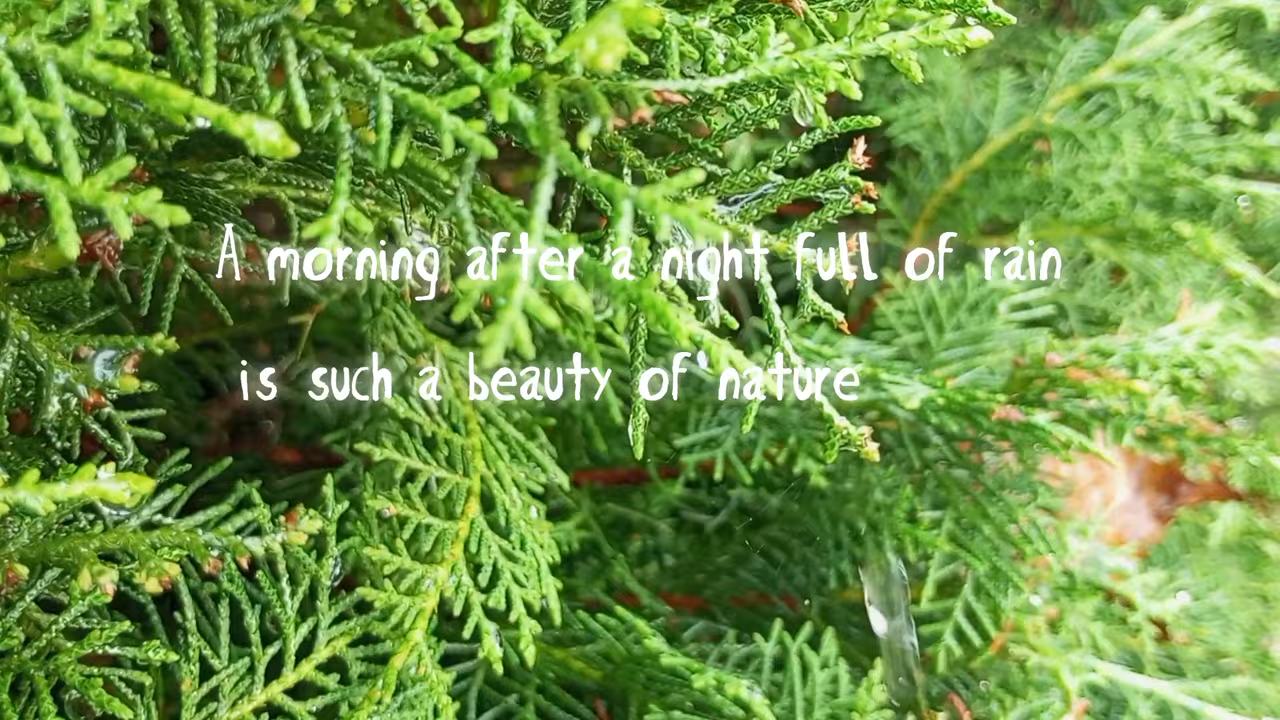 A morning after a night full of rain
is such a beauty of nature